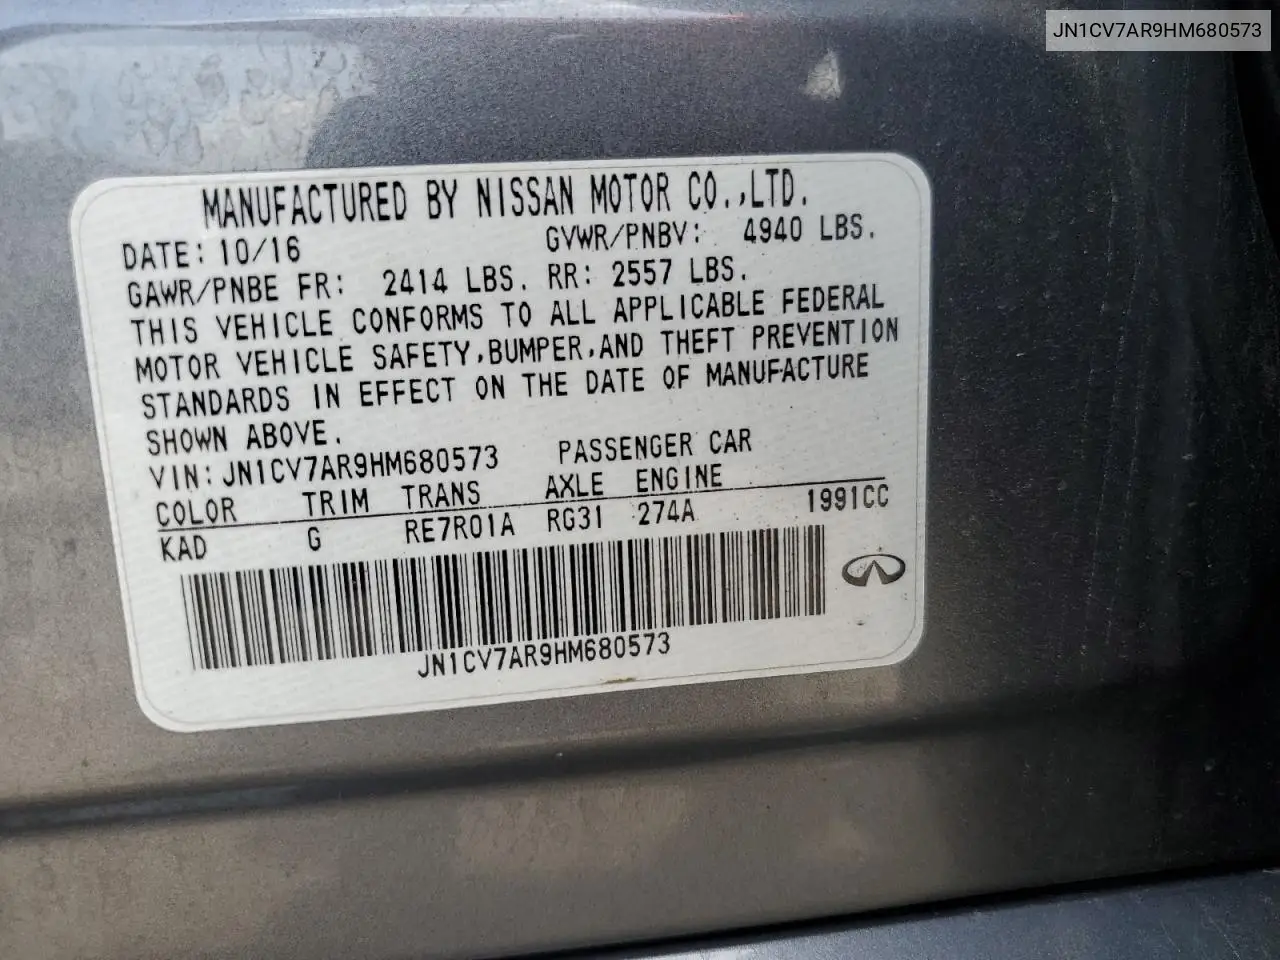 JN1CV7AR9HM680573
MANUFACTURED BY NISSAN MOTOR CO.,LTD.
DATE: 10/16 GVWR/PNBV: 4940 LBS.
GAWR/PNBE FR: 2414 LBS. RR: 2557 LBS.
THIS VEHICLE CONFORMS TO ALL APPLICABLE FEDERAL
MOTOR VEHICLE SAFETY,BUMPER,AND THEFT PREVENTION
STANDARDS IN EFFECT ON THE DATE OF MANUFACTURE
SHOWN ABOVE.
VIN: JN1CV7AR9HM680573 PASSENGER CAR
COLOR TRIM TRANS AXLE ENGINE
KAD G RE7R01A RG31 274A 1991CC
JN1CV7AR9HM680573